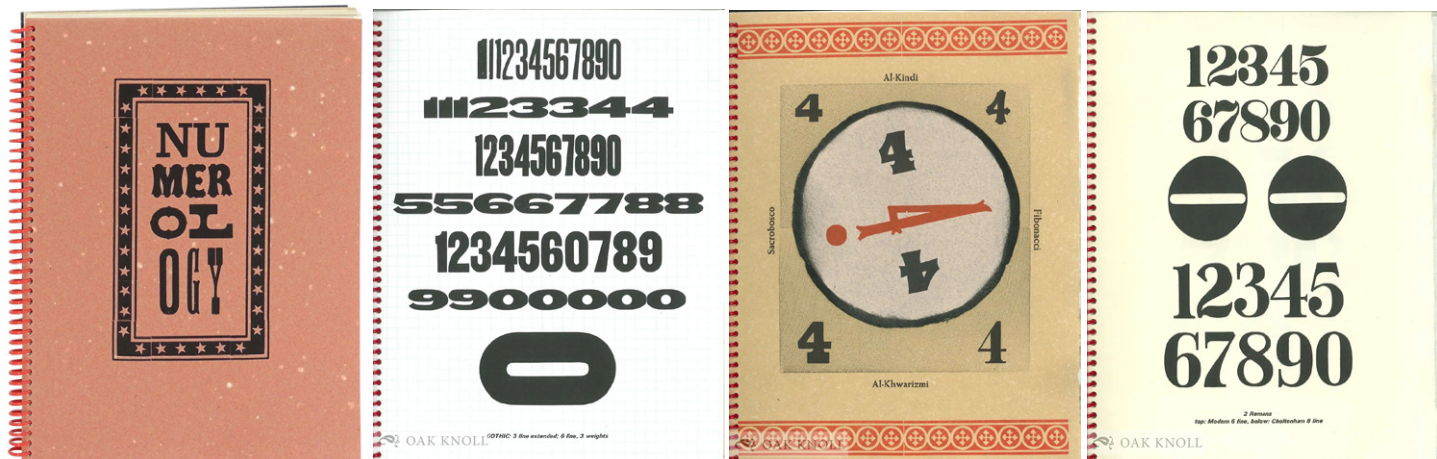 NU
MER
OL
OGY
111234567890
11123344
1234567890
55667788
1234560789
9900000
0
GOTHIC: 3 line extended; 6 line, 3 weights
OAK KNOLL
Al-Kindi
4 4
4
Sacrobosco
Fibonacci
4
4 4
Al-Khwarizmi
OAK KNOLL
12345
67890
12345
67890
2 Romans
top: Modern 6 line, below: Cheltenham 8 line
OAK KNOLL